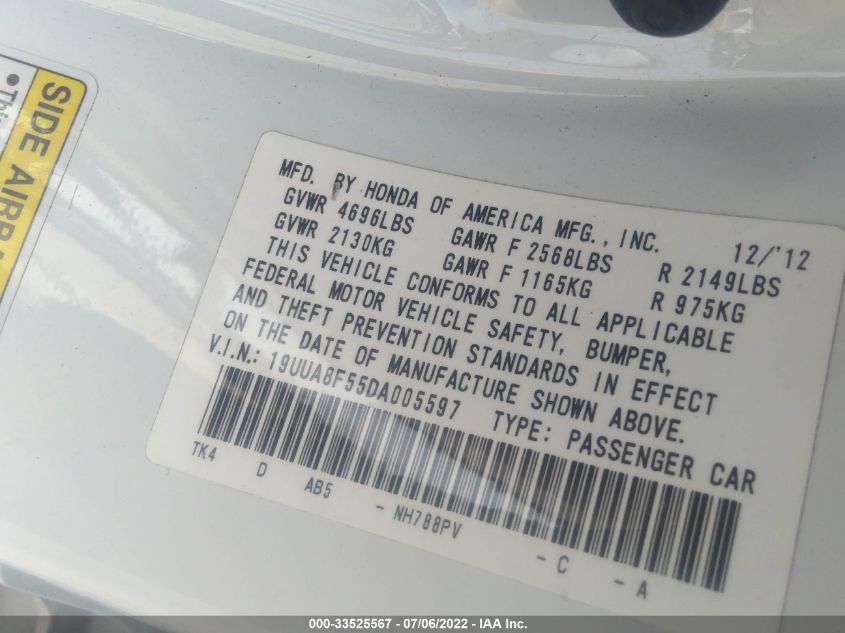 SIDE AIRBA
This
MFD. BY HONDA OF AMERICA MFG., INC. 12/'12
GVWR 4696LBS GAWR F 2568LBS R 2149LBS
GVWR 2130KG GAWR F 1165KG R 975KG
THIS VEHICLE CONFORMS TO ALL APPLICABLE
FEDERAL MOTOR VEHICLE SAFETY, BUMPER,
AND THEFT PREVENTION STANDARDS IN EFFECT
ON THE DATE OF MANUFACTURE SHOWN ABOVE.
V.I.N.: 19UUA8F55DA005597 TYPE: PASSENGER CAR
TK4 D AB5 - NH788PV - C - A
000-33525567 - 07/06/2022 - IAA Inc.